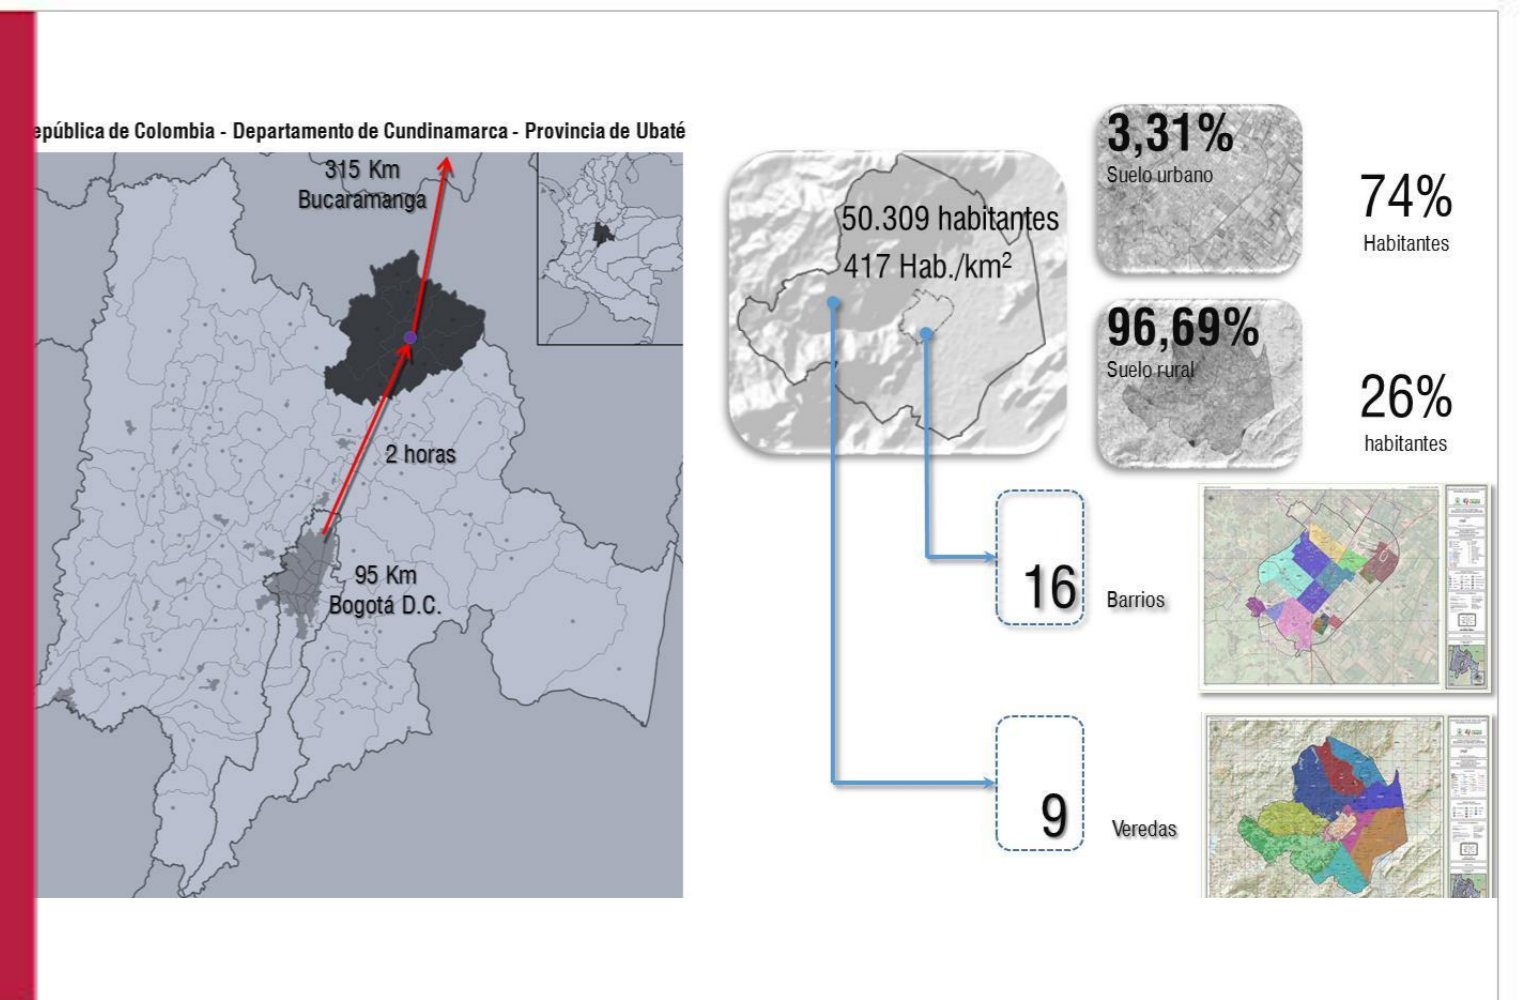 epública de Colombia - Departamento de Cundinamarca - Provincia de Ubaté
315 Km
Bucaramanga
2 horas
95 Km
Bogotá D.C.
50.309 habitantes
417 Hab./km²
3,31%
Suelo urbano
74%
Habitantes
96,69%
Suelo rural
26%
habitantes
16
Barrios
9
Veredas